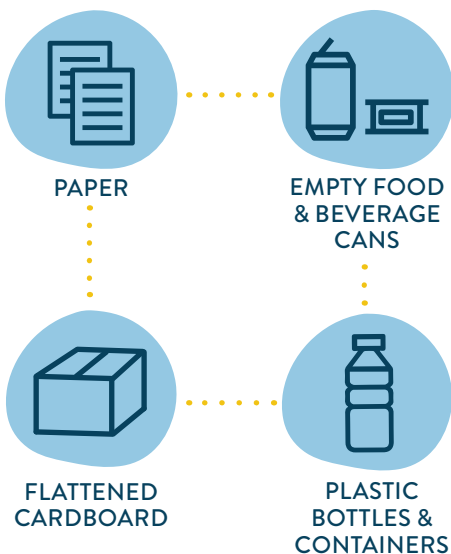 PAPER
EMPTY FOOD
& BEVERAGE
CANS
FLATTENED
CARDBOARD
PLASTIC
BOTTLES &
CONTAINERS